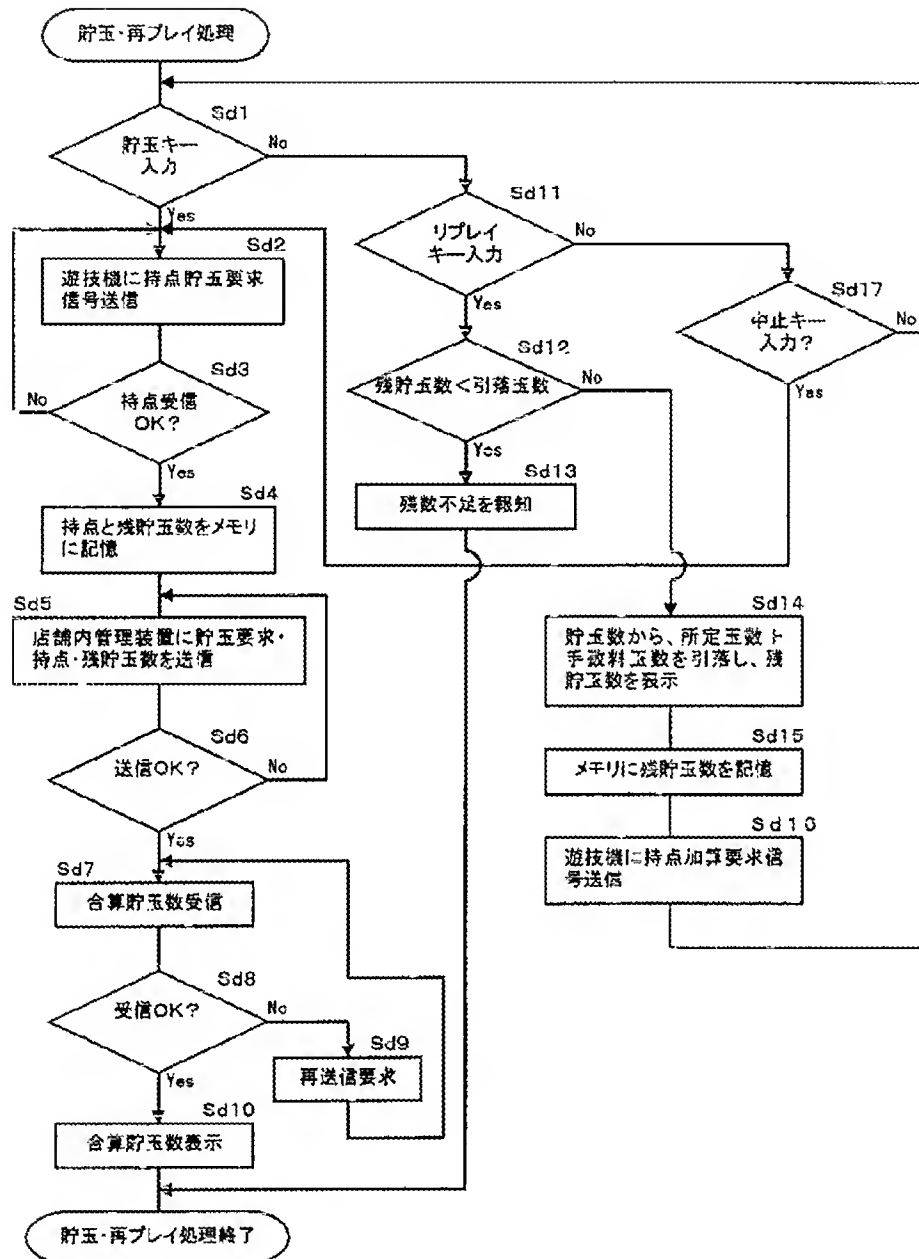 貯玉・再プレイ処理
Sd1
貯玉キー
入力
No
Yes
Sd11
リプレイ
キー入力
No
Yes
Sd2
遊技機に持点貯玉要求
信号送信
Sd17
中止キー
入力?
No
Yes
Sd3
持点受信
OK?
No
Yes
Sd12
残貯玉数<引落玉数
No
Yes
Sd13
残数不足を報知
Sd4
持点と残貯玉数をメモリ
に記憶
Sd5
店舗内管理装置に貯玉要求・
持点・残貯玉数を送信
Sd14
貯玉数から、所定玉数+
手数料玉数を引落し、残
貯玉数を表示
Sd6
送信OK?
No
Yes
Sd15
メモリに残貯玉数を記憶
Sd16
遊技機に持点加算要求信
号送信
Sd7
合算貯玉数受信
Sd8
受信OK?
No
Yes
Sd9
再送信要求
Sd10
合算貯玉数表示
貯玉・再プレイ処理終了